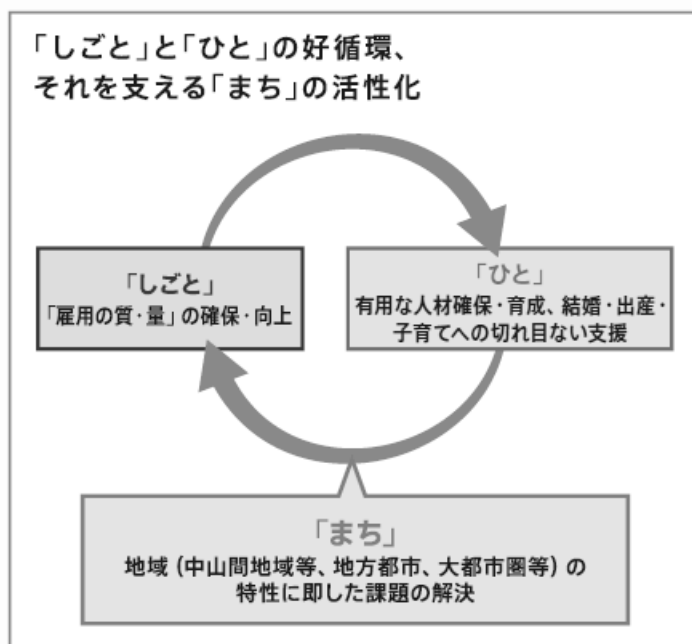 「しごと」と「ひと」の好循環、
それを支える「まち」の活性化
「しごと」
「雇用の質・量」の確保・向上
「ひと」
有用な人材確保・育成、結婚・出産・
子育てへの切れ目ない支援
「まち」
地域（中山間地域等、地方都市、大都市圏等）の
特性に即した課題の解決